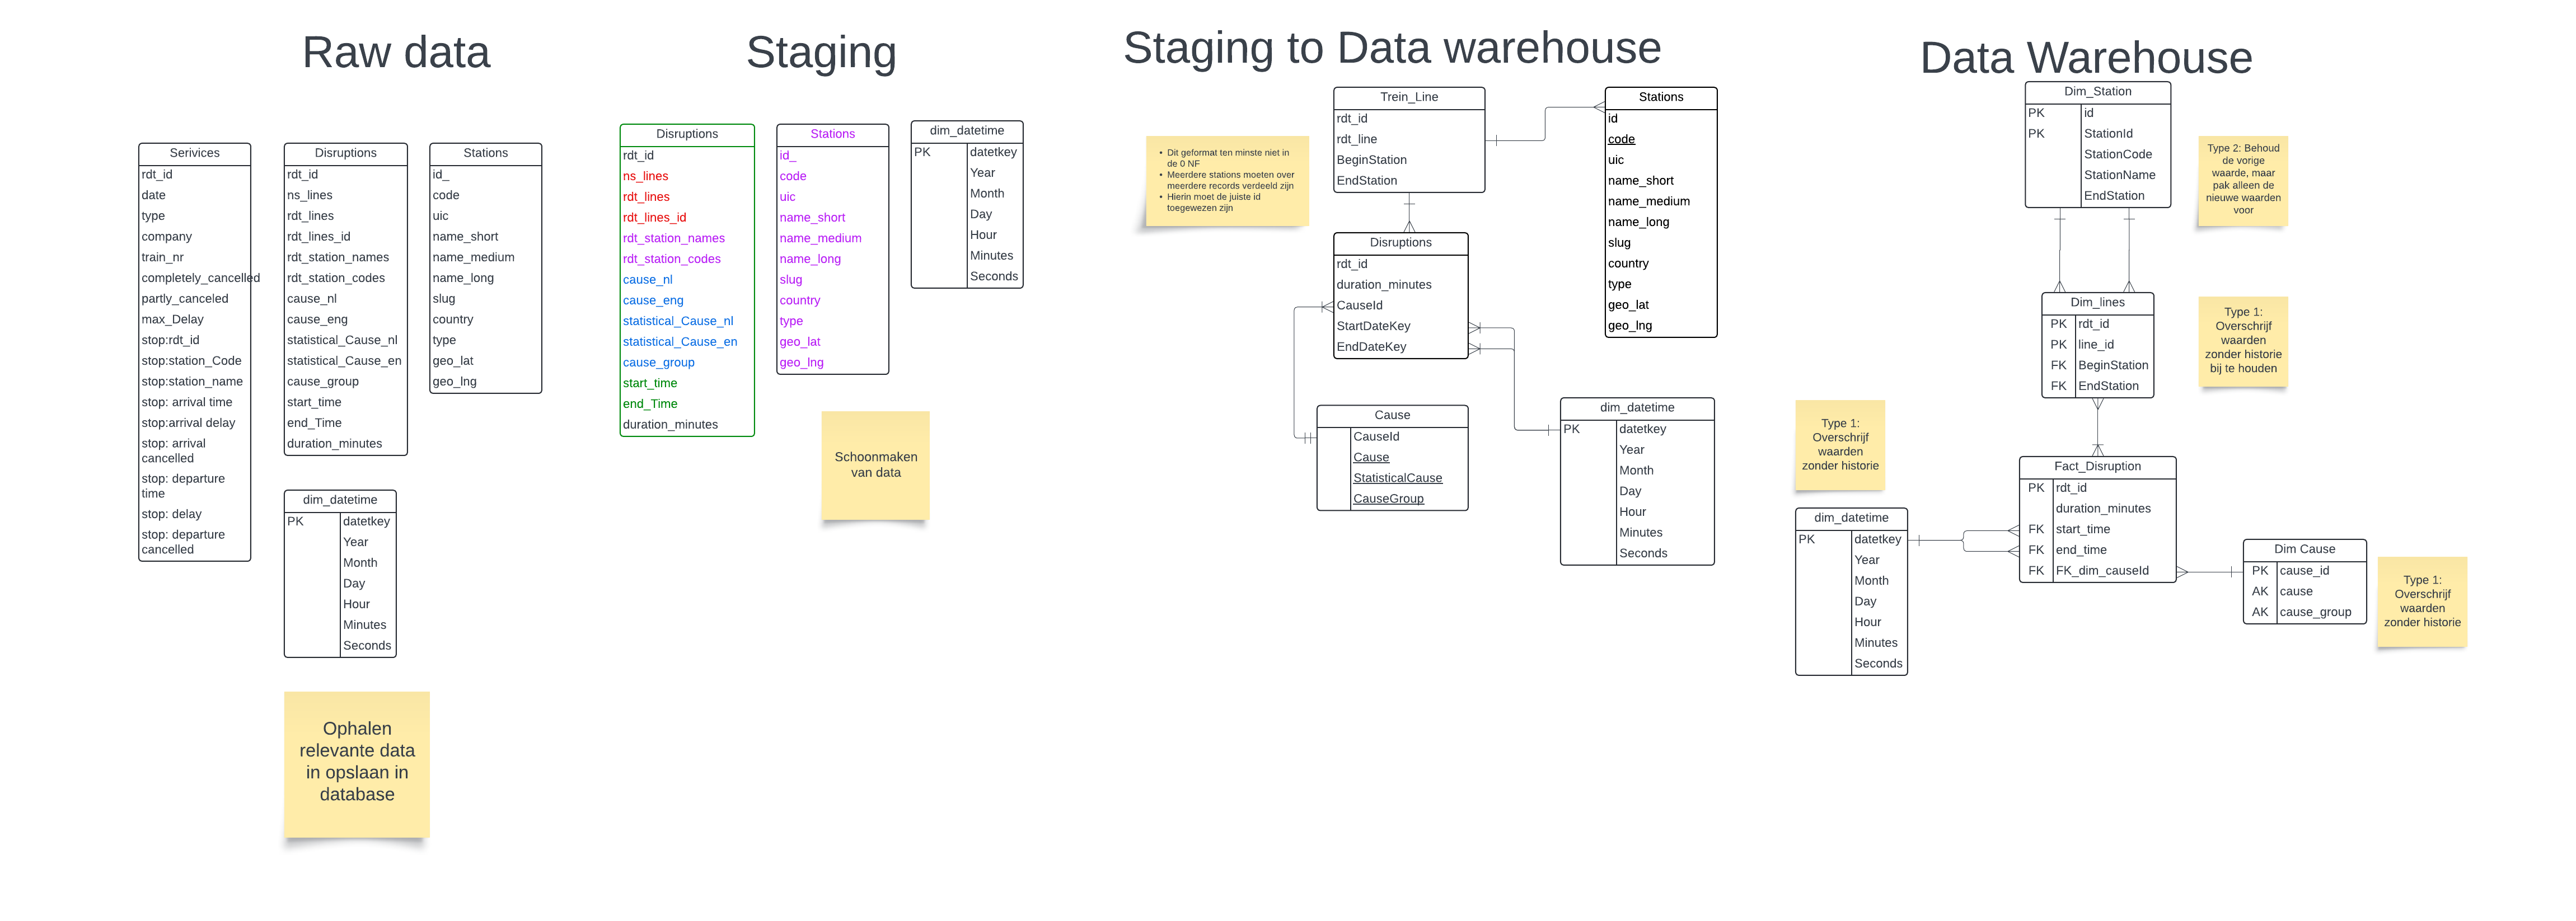 Raw data
Serivices
rdt_id
date
type
company
train_nr
completely_cancelled
partly_canceled
max_Delay
stop:rdt_id
stop:station_Code
stop:station_name
stop: arrival time
stop:arrival delay
stop: arrival
cancelled
stop: departure
time
stop: delay
stop: departure
cancelled
Disruptions
rdt_id
ns_lines
rdt_lines
rdt_lines_id
rdt_station_names
rdt_station_codes
cause_nl
cause_eng
statistical_Cause_nl
statistical_Cause_en
cause_group
start_time
end_Time
duration_minutes
Stations
id_
code
uic
name_short
name_medium
name_long
slug
country
type
geo_lat
geo_lng
dim_datetime
PK datetkey
Year
Month
Day
Hour
Minutes
Seconds
Ophalen
relevante data
in opslaan in
database
Staging
Disruptions
rdt_id
ns_lines
rdt_lines
rdt_lines_id
rdt_station_names
rdt_station_codes
cause_nl
cause_eng
statistical_Cause_nl
statistical_Cause_en
cause_group
start_time
end_Time
duration_minutes
Stations
id_
code
uic
name_short
name_medium
name_long
slug
country
type
geo_lat
geo_lng
dim_datetime
PK datetkey
Year
Month
Day
Hour
Minutes
Seconds
Schoonmaken
van data
Staging to Data warehouse
• Dit geformat ten minste niet in
de 0 NF
• Meerdere stations moeten over
meerdere records verdeeld zijn
• Hierin moet de juiste id
toegewezen zijn
Trein_Line
rdt_id
rdt_line
BeginStation
EndStation
Stations
id
code
uic
name_short
name_medium
name_long
slug
country
type
geo_lat
geo_lng
Disruptions
rdt_id
duration_minutes
CauseId
StartDateKey
EndDateKey
Cause
CauseId
Cause
StatisticalCause
CauseGroup
dim_datetime
PK datetkey
Year
Month
Day
Hour
Minutes
Seconds
Data Warehouse
Dim_Station
PK id
PK StationId
StationCode
StationName
EndStation
Type 2: Behoud
de vorige
waarde, maar
pak alleen de
nieuwe waarden
voor
Dim_lines
PK rdt_id
PK line_id
FK BeginStation
FK EndStation
Type 1:
Overschrijf
waarden
zonder historie
bij te houden
Type 1:
Overschrijf
waarden
zonder historie
Fact_Disruption
PK rdt_id
duration_minutes
FK start_time
FK end_time
FK FK_dim_causeId
dim_datetime
PK datetkey
Year
Month
Day
Hour
Minutes
Seconds
Dim Cause
PK cause_id
AK cause
AK cause_group
Type 1:
Overschrijf
waarden
zonder historie